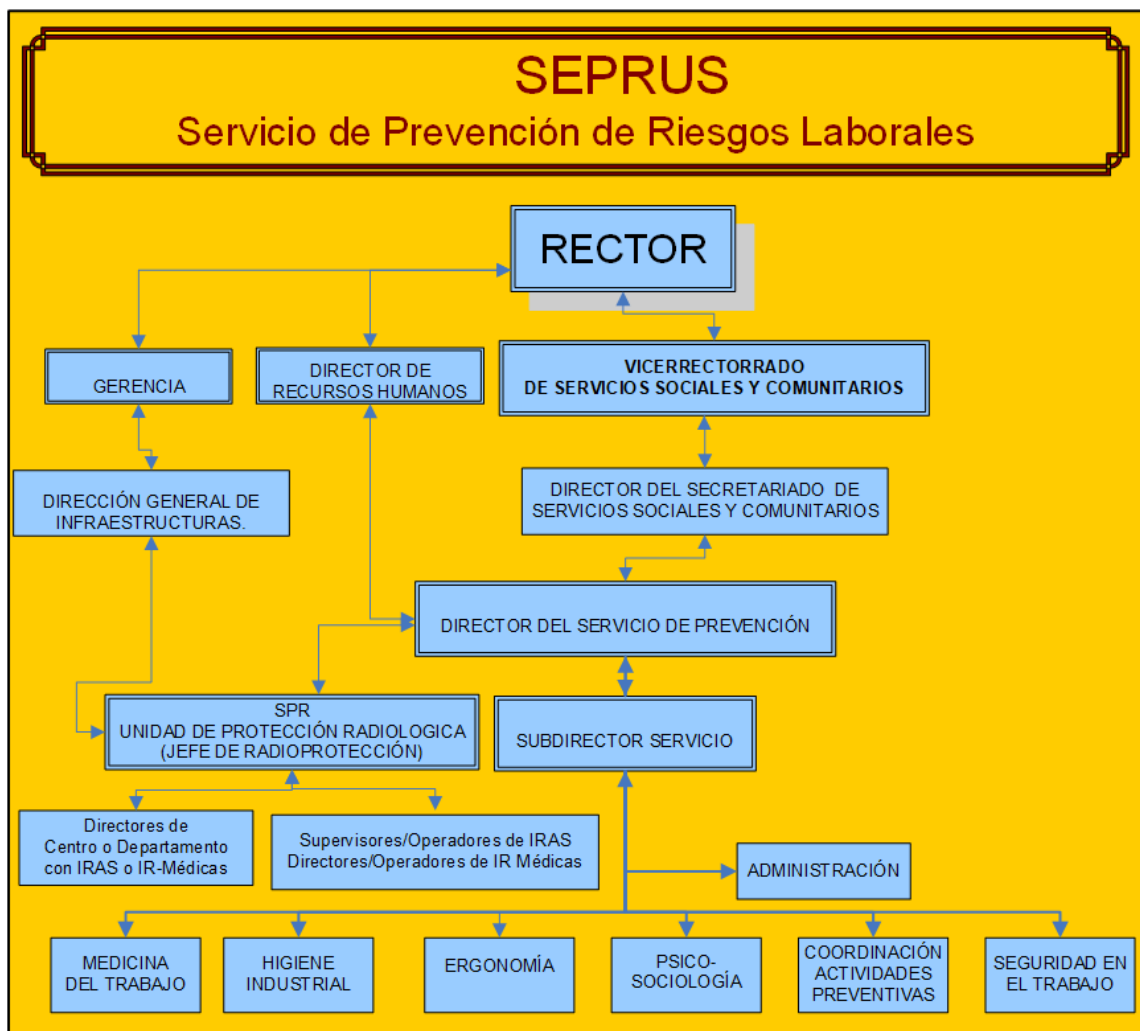 SEPRUS
Servicio de Prevención de Riesgos Laborales
RECTOR
GERENCIA
DIRECTOR DE
RECURSOS HUMANOS
VICERRECTORRADO
DE SERVICIOS SOCIALES Y COMUNITARIOS
DIRECCIÓN GENERAL DE
INFRAESTRUCTURAS.
DIRECTOR DEL SECRETARIADO DE
SERVICIOS SOCIALES Y COMUNITARIOS
DIRECTOR DEL SERVICIO DE PREVENCIÓN
SPR
UNIDAD DE PROTECCIÓN RADIOLOGICA
(JEFE DE RADIOPROTECCIÓN)
SUBDIRECTOR SERVICIO
Directores de
Centro o Departamento
con IRAS o IR-Médicas
Supervisores/Operadores de IRAS
Directores/Operadores de IR Médicas
ADMINISTRACIÓN
MEDICINA
DEL TRABAJO
HIGIENE
INDUSTRIAL
ERGONOMÍA
PSICO-
SOCIOLOGÍA
COORDINACIÓN
ACTIVIDADES
PREVENTIVAS
SEGURIDAD EN
EL TRABAJO